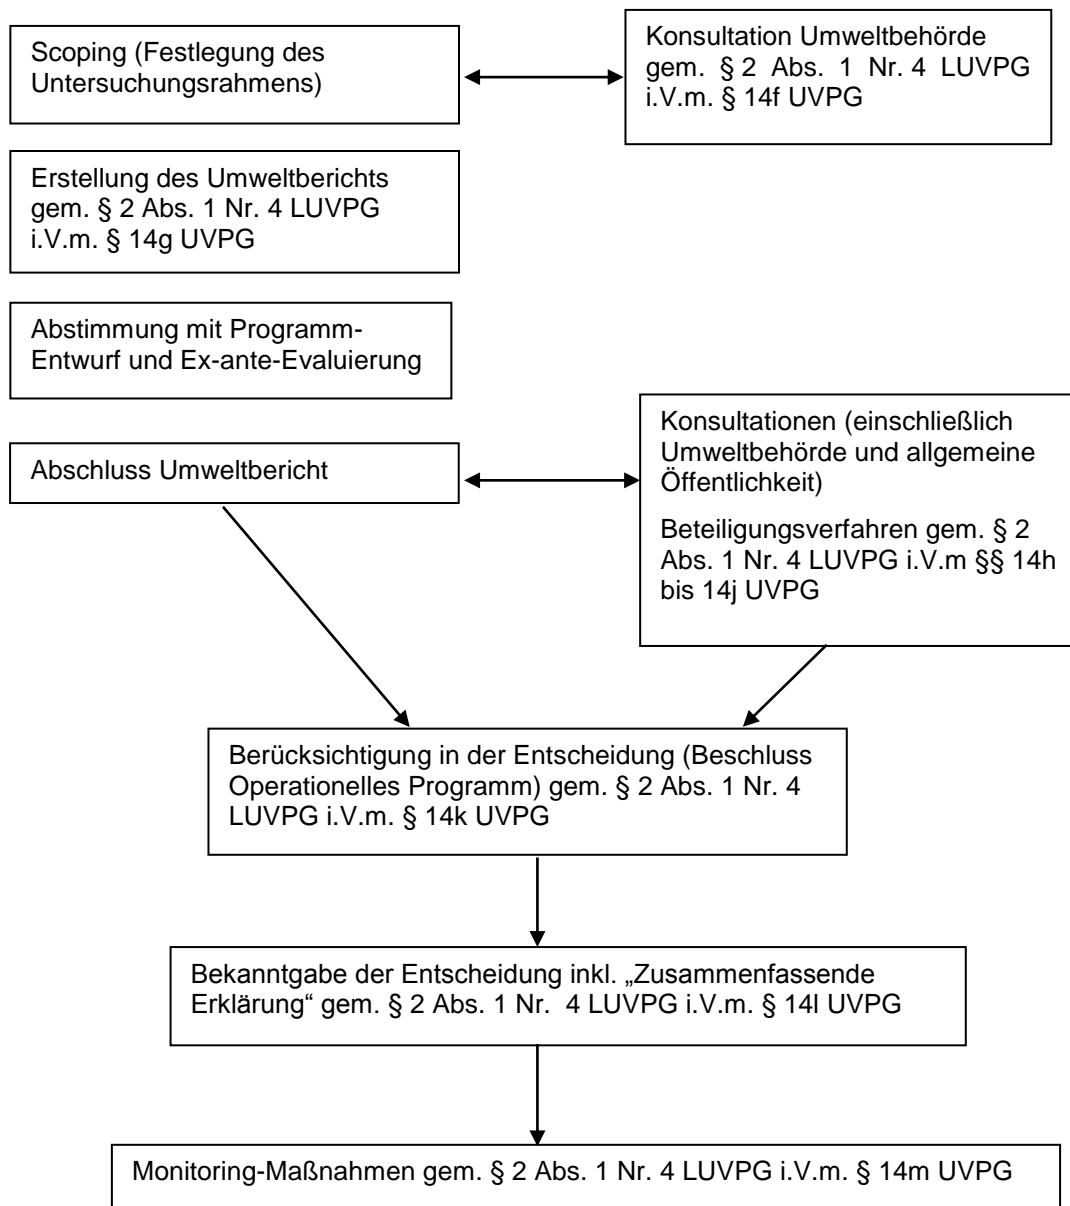 Scoping (Festlegung des
Untersuchungsrahmens)
Konsultation Umweltbehörde
gem. § 2 Abs. 1 Nr. 4 LUVPG
i.V.m. § 14f UVPG
Erstellung des Umweltberichts
gem. § 2 Abs. 1 Nr. 4 LUVPG
i.V.m. § 14g UVPG
Abstimmung mit Programm-
Entwurf und Ex-ante-Evaluierung
Abschluss Umweltbericht
Konsultationen (einschließlich
Umweltbehörde und allgemeine
Öffentlichkeit)
Beteiligungsverfahren gem. § 2
Abs. 1 Nr. 4 LUVPG i.V.m §§ 14h
bis 14j UVPG
Berücksichtigung in der Entscheidung (Beschluss
Operationelles Programm) gem. § 2 Abs. 1 Nr. 4
LUVPG i.V.m. § 14k UVPG
Bekanntgabe der Entscheidung inkl. „Zusammenfassende
Erklärung“ gem. § 2 Abs. 1 Nr. 4 LUVPG i.V.m. § 14l UVPG
Monitoring-Maßnahmen gem. § 2 Abs. 1 Nr. 4 LUVPG i.V.m. § 14m UVPG